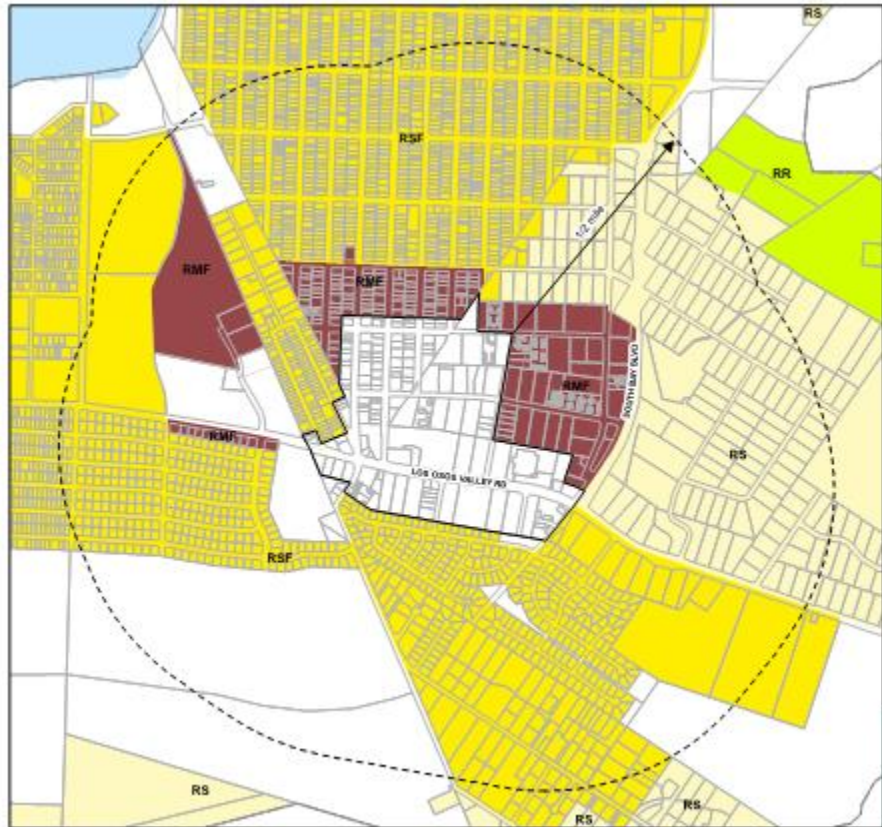 RS
RSF
RR
1/2 mile
RMF
RMF
RMF
SOUTH BAY BLVD
RMF
RS
LOS OSOS VALLEY RD
RSF
RS
RS
RS